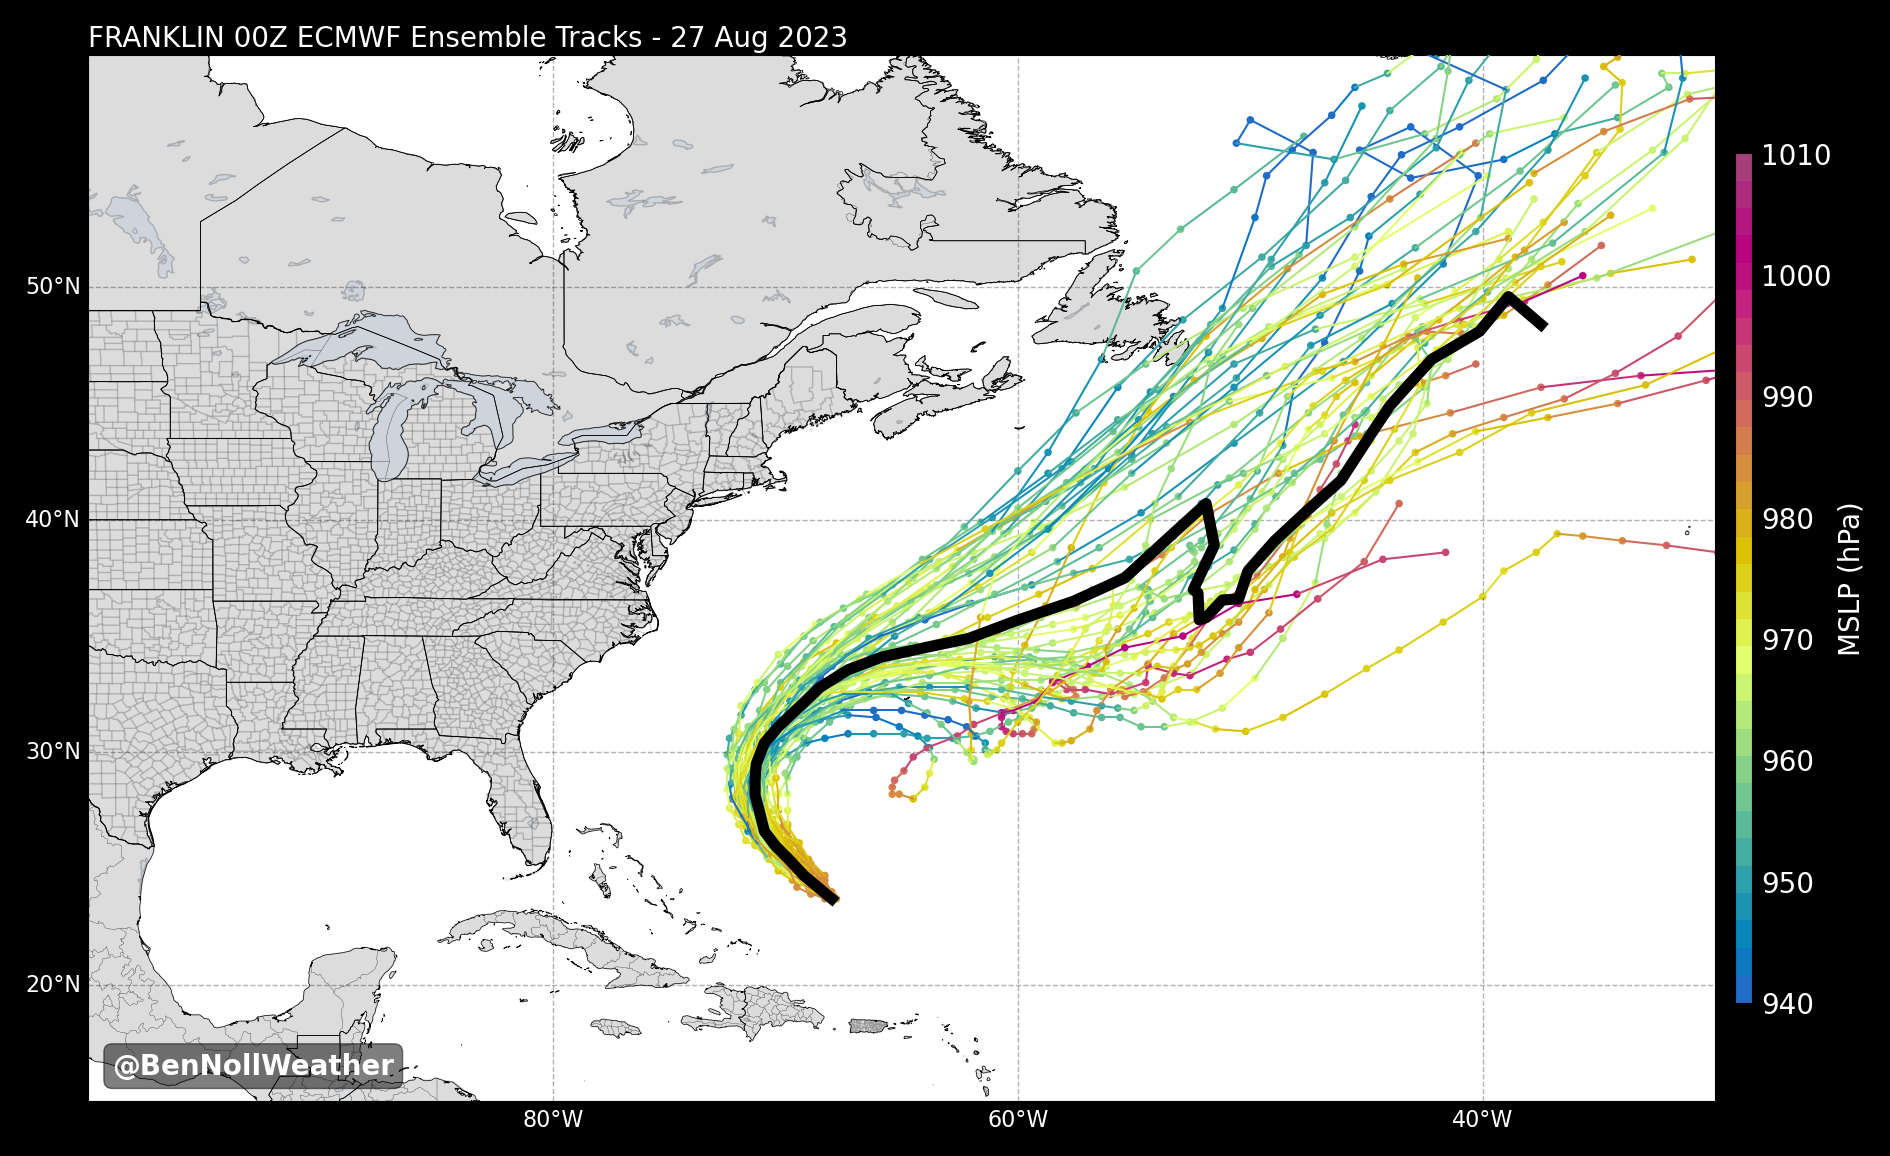 FRANKLIN 00Z ECMWF Ensemble Tracks - 27 Aug 2023
50°N
40°N
30°N
20°N
80°W
60°W
40°W
1010
1000
990
980
970
960
950
940
MSLP (hPa)
@BenNollWeather